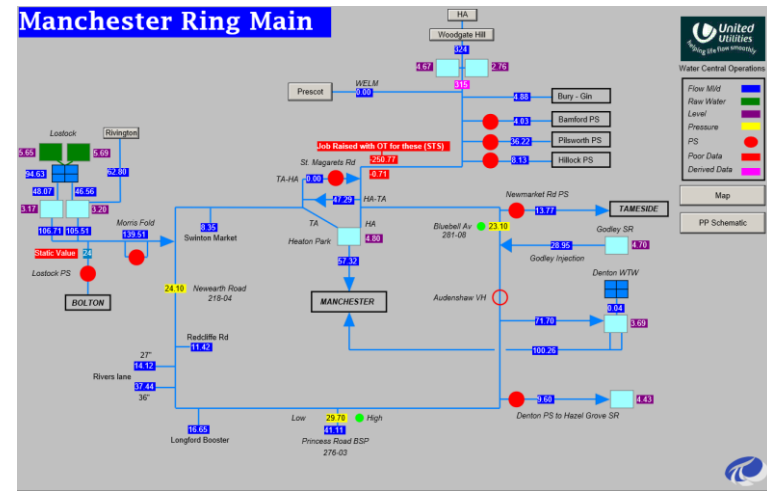 Manchester Ring Main
HA
Woodgate Hill
324
4.67
2.76
315
WELM
Prescot
0.00
4.88
Bury - Gin
4.03
Bamford PS
36.22
Pilsworth PS
8.13
Hillock PS
Job Raised with OT for these (STS)
-250.77
-0.71
St. Magarets Rd
TA-HA
0.00
47.29
HA-TA
TA
HA
Heaton Park
4.80
67.32
MANCHESTER
Lostock
Rivington
5.65
5.69
94.63
62.80
48.07
46.56
3.17
3.20
106.71
105.51
Morris Fold
139.51
Static Value
24
Lostock PS
BOLTON
8.35
Swinton Market
24.10
Newearth Road
218-04
Redcliffe Rd
11.42
27"
14.12
Rivers lane
37.44
36"
16.65
Longford Booster
Low
29.70
High
41.11
Princess Road BSP
276-03
Newmarket Rd PS
13.77
TAMESIDE
Bluebell Av
281-08
23.10
Godley SR
28.95
4.70
Godley Injection
Denton WTW
0.04
Audenshaw VH
71.70
3.69
100.26
9.60
4.43
Denton PS to Hazel Grove SR
United
Utilities
helping life flow smoothly
Water Central Operations
Flow Ml/d
Raw Water
Level
Pressure
PS
Poor Data
Derived Data
Map
PP Schematic